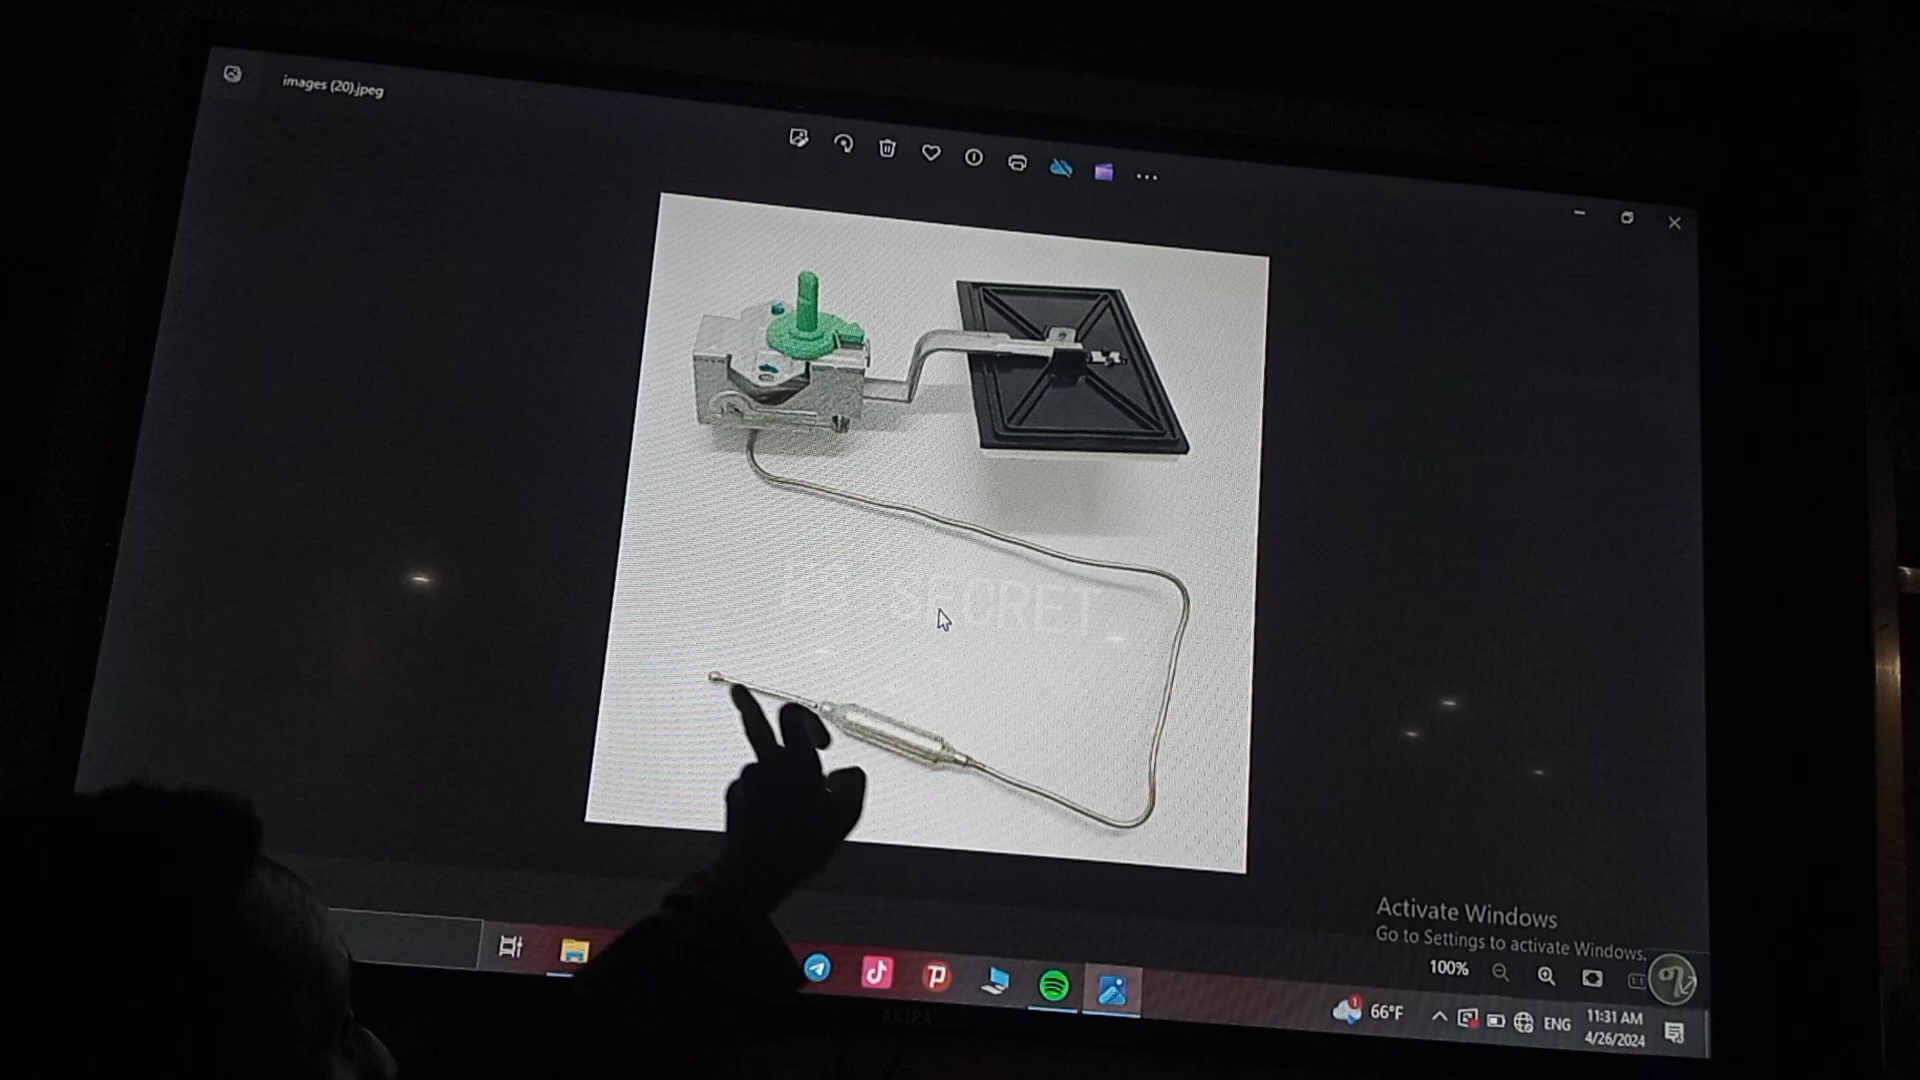 images (20).jpeg
SECRET
Activate Windows
Go to Settings to activate Windows.
100%
66°F
ENG
11:31 AM
4/26/2024
AKIRA